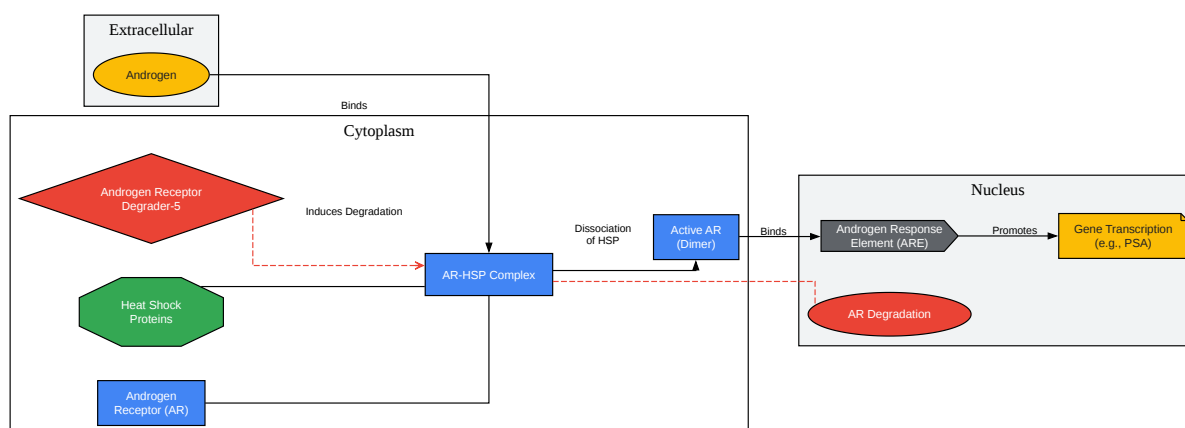 Extracellular
Androgen
Binds
Cytoplasm
Androgen Receptor
Degrader-5
Induces Degradation
Heat Shock
Proteins
Androgen
Receptor (AR)
AR-HSP Complex
Dissociation
of HSP
Active AR
(Dimer)
Binds
Nucleus
Androgen Response
Element (ARE)
Promotes
Gene Transcription
(e.g., PSA)
AR Degradation